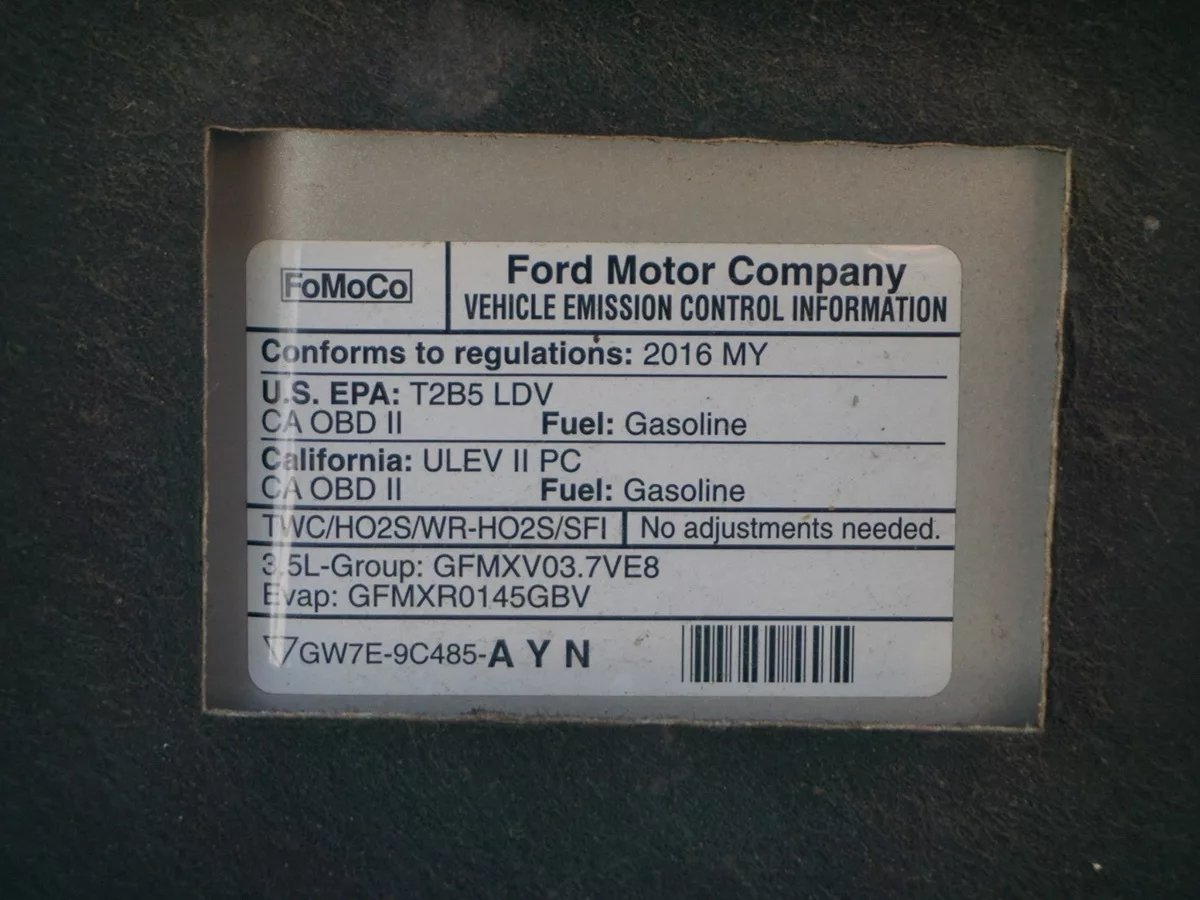 FoMoCo
Ford Motor Company
VEHICLE EMISSION CONTROL INFORMATION
Conforms to regulations: 2016 MY
U.S. EPA: T2B5 LDV
CA OBD II Fuel: Gasoline
California: ULEV II PC
CA OBD II Fuel: Gasoline
TWC/HO2S/WR-HO2S/SFI No adjustments needed.
3.5L-Group: GFMXV03.7VE8
Evap: GFMXR0145GBV
GW7E-9C485-A Y N